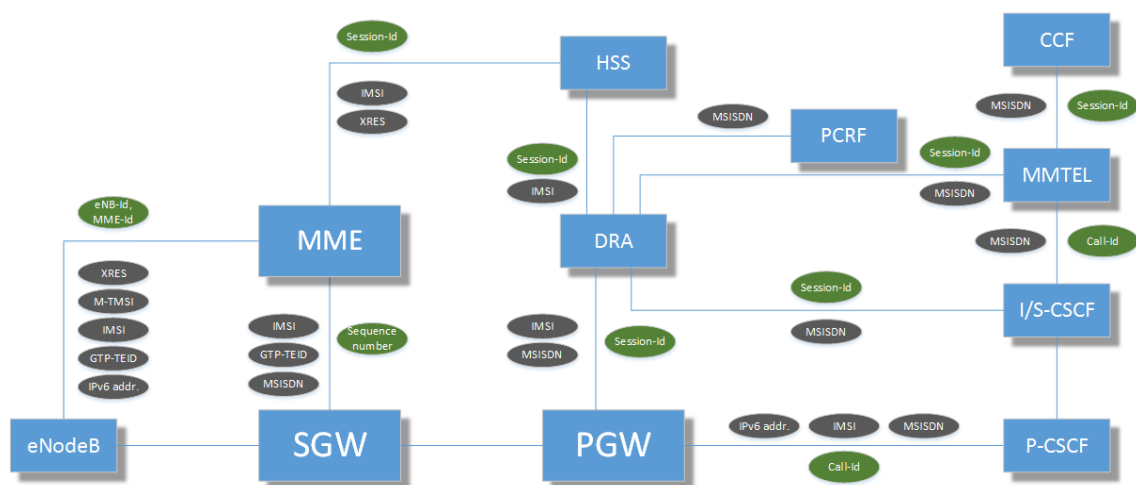 Session-Id
HSS
CCF
IMSI
XRES
MSISDN
PCRF
MSISDN
Session-Id
Session-Id
IMSI
Session-Id
MSISDN
MMTEL
eNB-Id,
MME-Id
MME
DRA
MSISDN
Call-Id
XRES
M-TMSI
IMSI
GTP-TEID
IPv6 addr.
IMSI
GTP-TEID
MSISDN
Sequence
number
IMSI
MSISDN
Session-Id
Session-Id
MSISDN
I/S-CSCF
eNodeB
SGW
PGW
IPv6 addr.
IMSI
MSISDN
Call-Id
P-CSCF